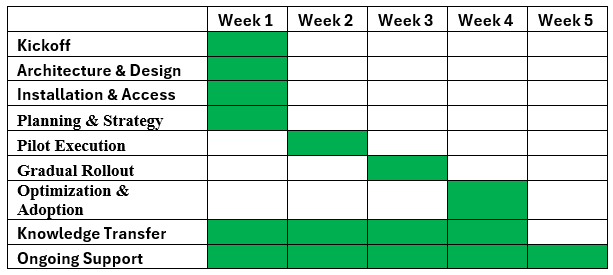 Week 1 Week 2 Week 3 Week 4 Week 5
Kickoff
Architecture & Design
Installation & Access
Planning & Strategy
Pilot Execution
Gradual Rollout
Optimization &
Adoption
Knowledge Transfer
Ongoing Support